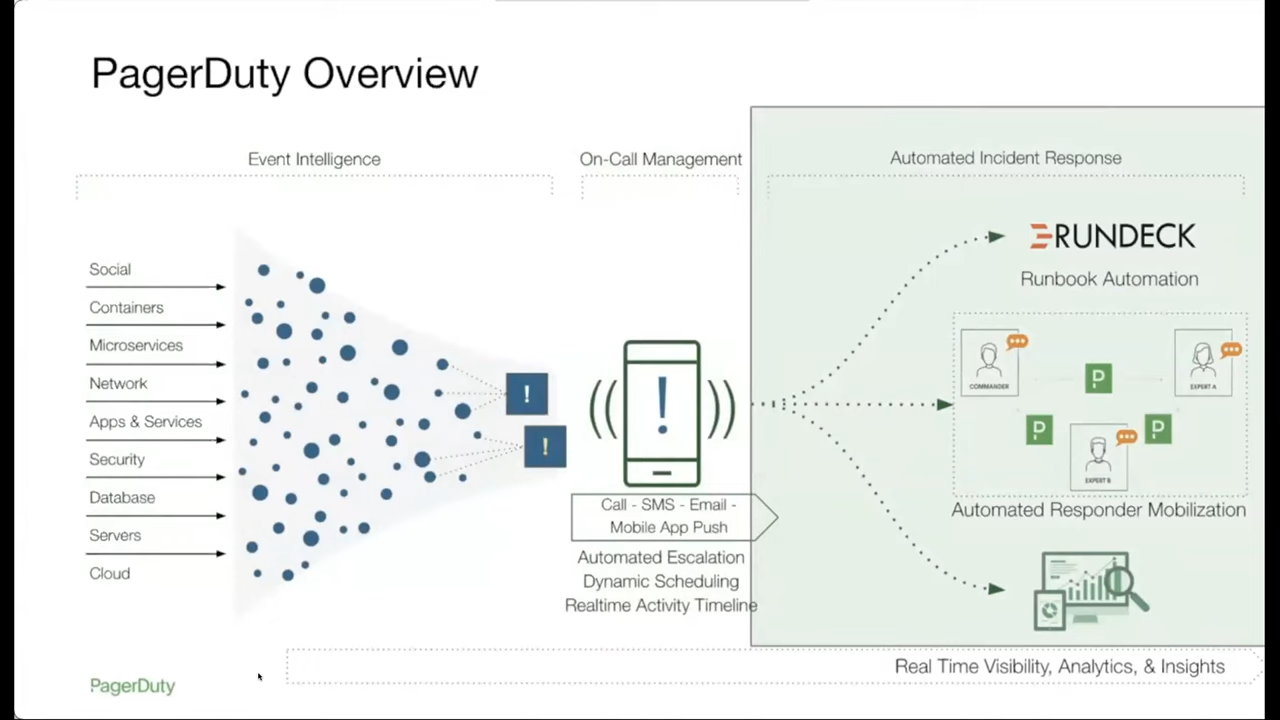 PagerDuty Overview
Event Intelligence
On-Call Management
Automated Incident Response
Social
Containers
Microservices
Network
Apps & Services
Security
Database
Servers
Cloud
!
!
!
Call - SMS - Email -
Mobile App Push
Automated Escalation
Dynamic Scheduling
Realtime Activity Timeline
RUNDECK
Runbook Automation
COMMANDER
P
EXPERT A
P
P
EXPERT B
Automated Responder Mobilization
Real Time Visibility, Analytics, & Insights
PagerDuty